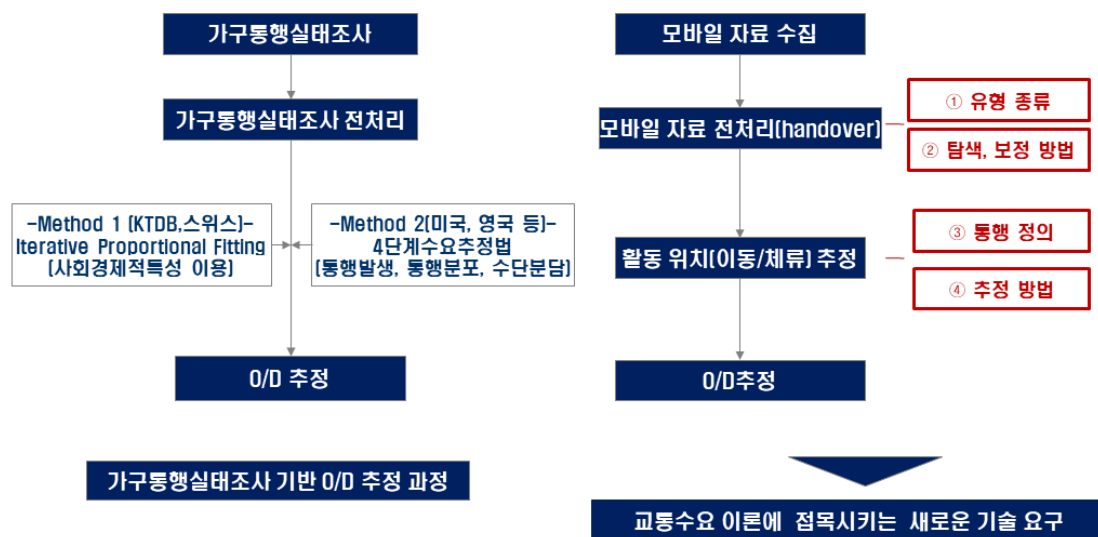 가구통행실태조사
가구통행실태조사 전처리
-Method 1 (KTDB,스위스)-
Iterative Proportional Fitting
(사회경제적특성 이용)
-Method 2(미국, 영국 등)-
4단계수요추정법
(통행발생, 통행분포, 수단분담)
O/D 추정
가구통행실태조사 기반 O/D 추정 과정
모바일 자료 수집
모바일 자료 전처리(handover)
① 유형 종류
② 탐색, 보정 방법
활동 위치(이동/체류) 추정
③ 통행 정의
④ 추정 방법
O/D추정
교통수요 이론에 접목시키는 새로운 기술 요구